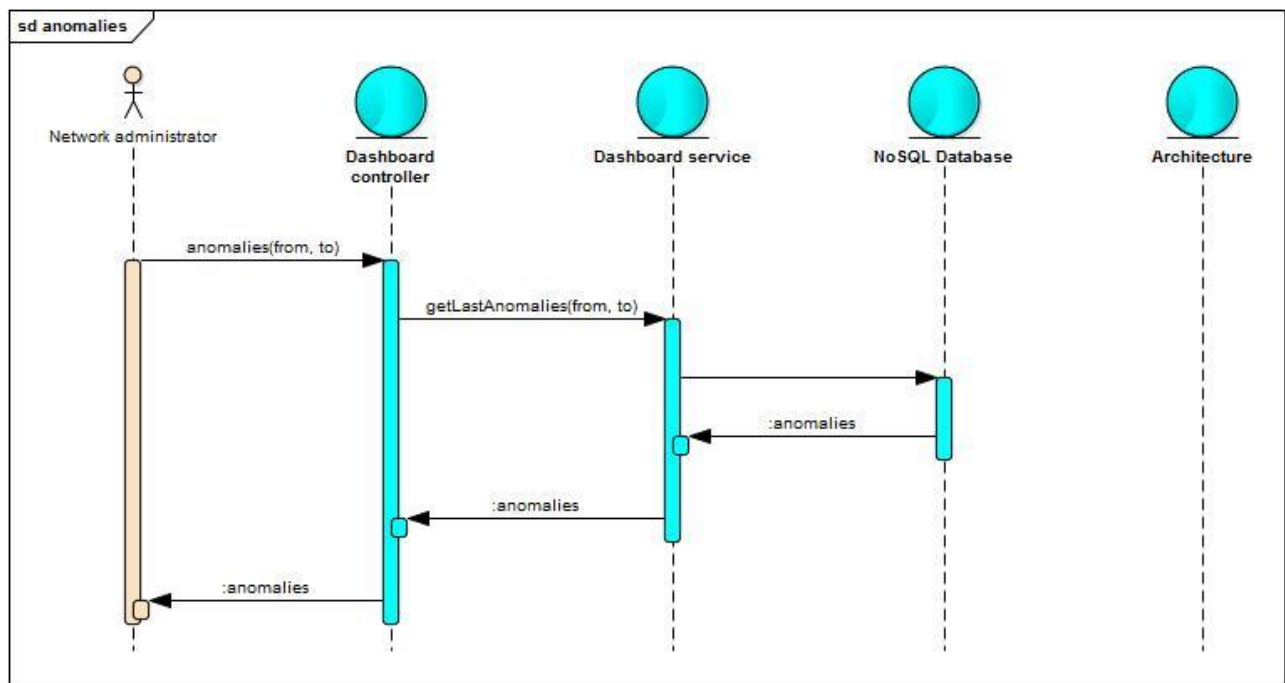 sd anomalies
Network administrator
Dashboard
controller
Dashboard service
NoSQL Database
Architecture
anomalies(from, to)
getLastAnomalies(from, to)
:anomalies
:anomalies
:anomalies